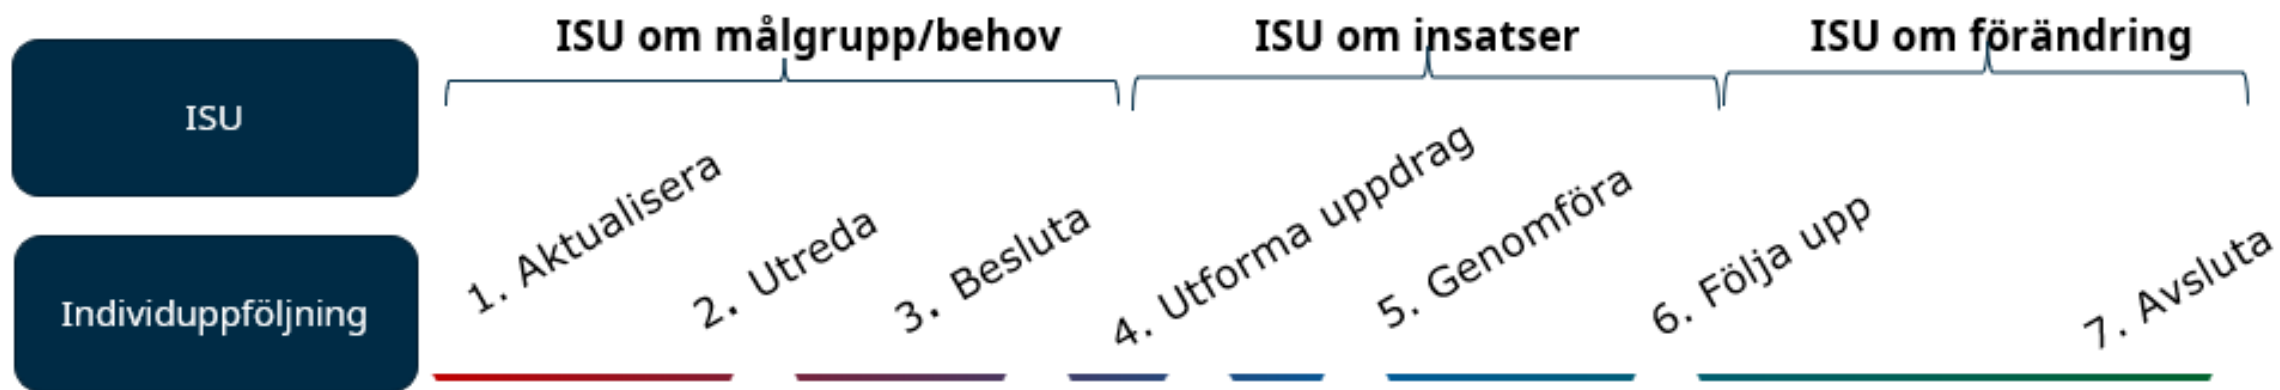 ISU om målgrupp/behov
ISU om insatser
ISU om förändring
ISU
Individuppföljning
1. Aktualisera
2. Utreda
3. Besluta
4. Utforma uppdrag
5. Genomföra
6. Följa upp
7. Avsluta